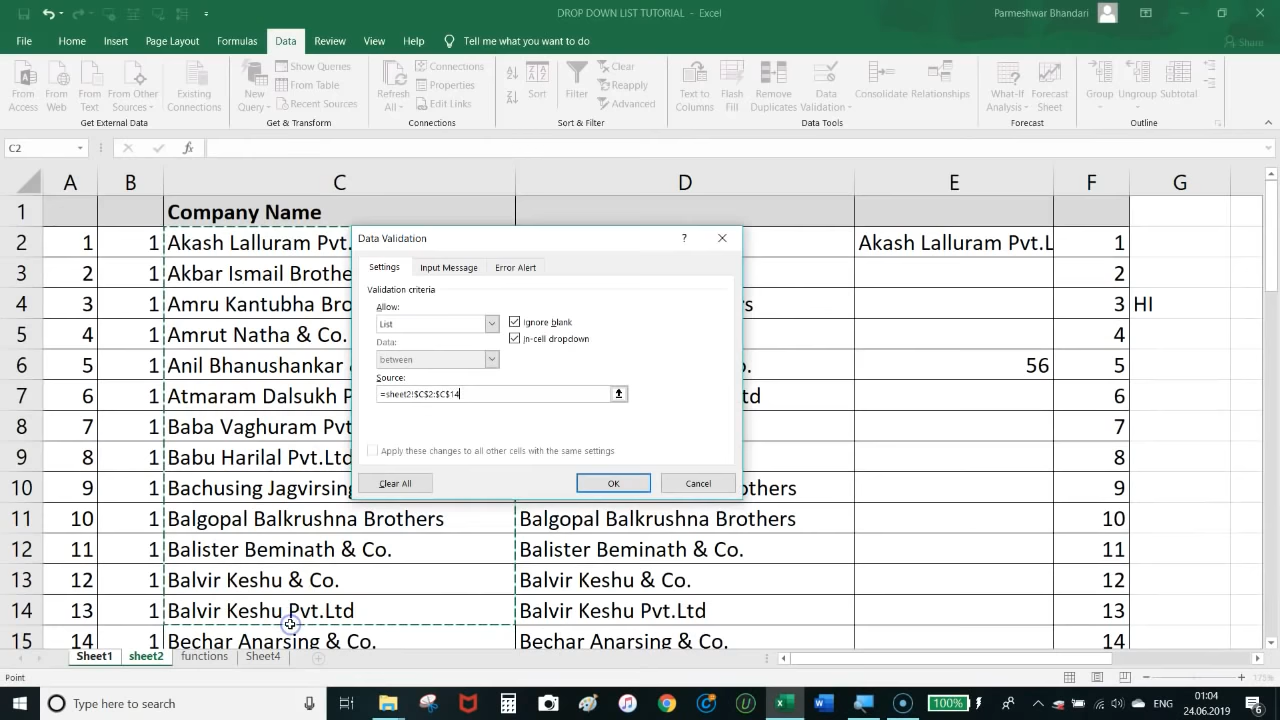 DROP DOWN LIST TUTORIAL - Excel
Parmeshwar Bhandari
File Home Insert Page Layout Formulas Data Review View Help Tell me what you want to do Share
From Access
From Web
From Text
From Other Sources
Existing Connections
Get External Data
New Query
Show Queries
From Table
Recent Sources
Get & Transform
Refresh All
Connections
Properties
Edit Links
Connections
Sort
Filter
Clear
Reapply
Advanced
Sort & Filter
Text to Columns
Flash Fill
Remove Duplicates
Data Validation
Consolidate
Relationships
Data Tools
What-If Analysis
Forecast Sheet
Forecast
Group
Ungroup
Subtotal
Outline
C2 fx
A B C D E F G
1 Company Name
2 1 1 Akash Lalluram Pvt. Akash Lalluram Pvt.L 1
3 2 1 Akbar Ismail Brothe 2
4 3 1 Amru Kantubha Bro rs 3 HI
5 4 1 Amrut Natha & Co. 4
6 5 1 Anil Bhanushankar o. 56 5
7 6 1 Atmaram Dalsukh P td 6
8 7 1 Baba Vaghuram Pvt 7
9 8 1 Babu Harilal Pvt.Ltd 8
10 9 1 Bachusing Jagvirsing others 9
11 10 1 Balgopal Balkrushna Brothers Balgopal Balkrushna Brothers 10
12 11 1 Balister Beminath & Co. Balister Beminath & Co. 11
13 12 1 Balvir Keshu & Co. Balvir Keshu & Co. 12
14 13 1 Balvir Keshu Pvt.Ltd Balvir Keshu Pvt.Ltd 13
15 14 1 Bechar Anarsing & Co. Bechar Anarsing & Co. 14
Data Validation ?
Settings Input Message Error Alert
Validation criteria
Allow:
List
Ignore blank
Data:
In-cell dropdown
between
Source:
=sheet2!$C$2:$C$14
Apply these changes to all other cells with the same settings
Clear All OK Cancel
Sheet1 sheet2 functions Sheet4
Point 175%
Type here to search
100%
01:04
24.06.2019
6